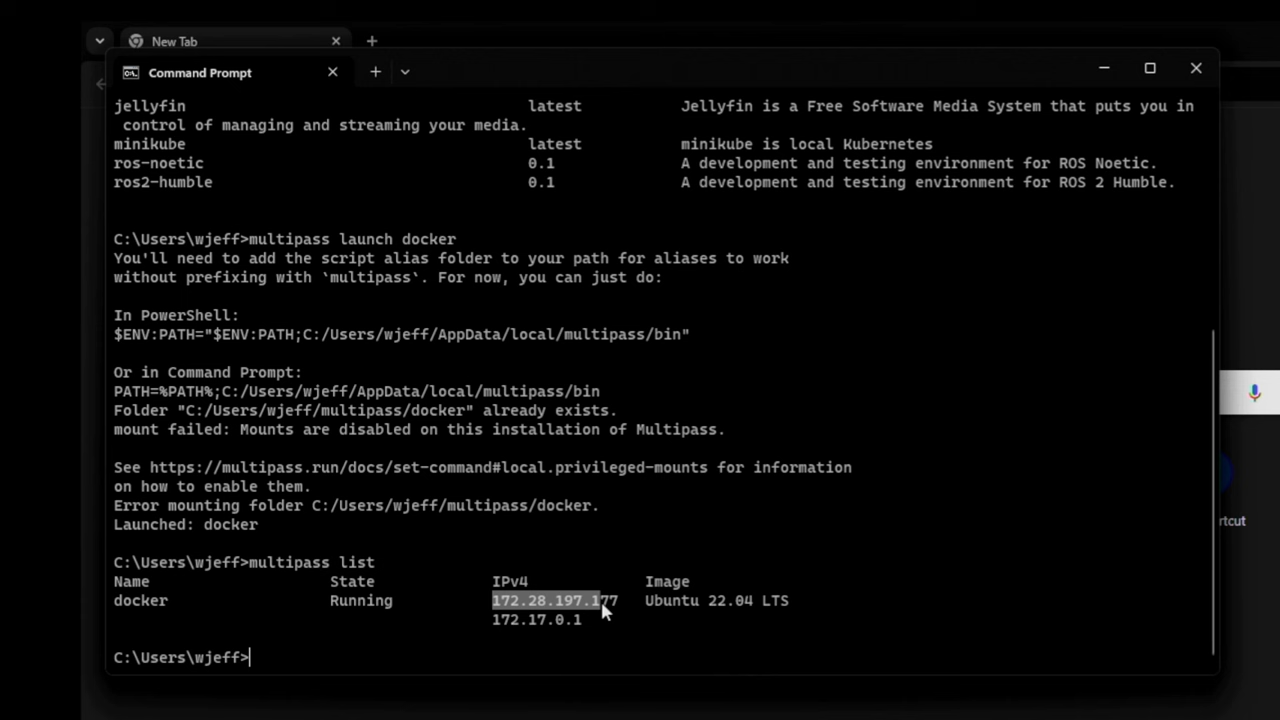 New Tab
Command Prompt
jellyfin latest Jellyfin is a Free Software Media System that puts you in
control of managing and streaming your media.
minikube latest minikube is local Kubernetes
ros-noetic 0.1 A development and testing environment for ROS Noetic.
ros2-humble 0.1 A development and testing environment for ROS 2 Humble.
C:\Users\wjeff>multipass launch docker
You'll need to add the script alias folder to your path for aliases to work
without prefixing with `multipass`. For now, you can just do:
In PowerShell:
$ENV:PATH="$ENV:PATH;C:/Users/wjeff/AppData/local/multipass/bin"
Or in Command Prompt:
PATH=%PATH%;C:/Users/wjeff/AppData/local/multipass/bin
Folder "C:/Users/wjeff/multipass/docker" already exists.
mount failed: Mounts are disabled on this installation of Multipass.
See https://multipass.run/docs/set-command#local.privileged-mounts for information
on how to enable them.
Error mounting folder C:/Users/wjeff/multipass/docker.
Launched: docker
rtcut
C:\Users\wjeff>multipass list
Name State IPv4 Image
docker Running 172.28.197.177 Ubuntu 22.04 LTS
172.17.0.1
C:\Users\wjeff>